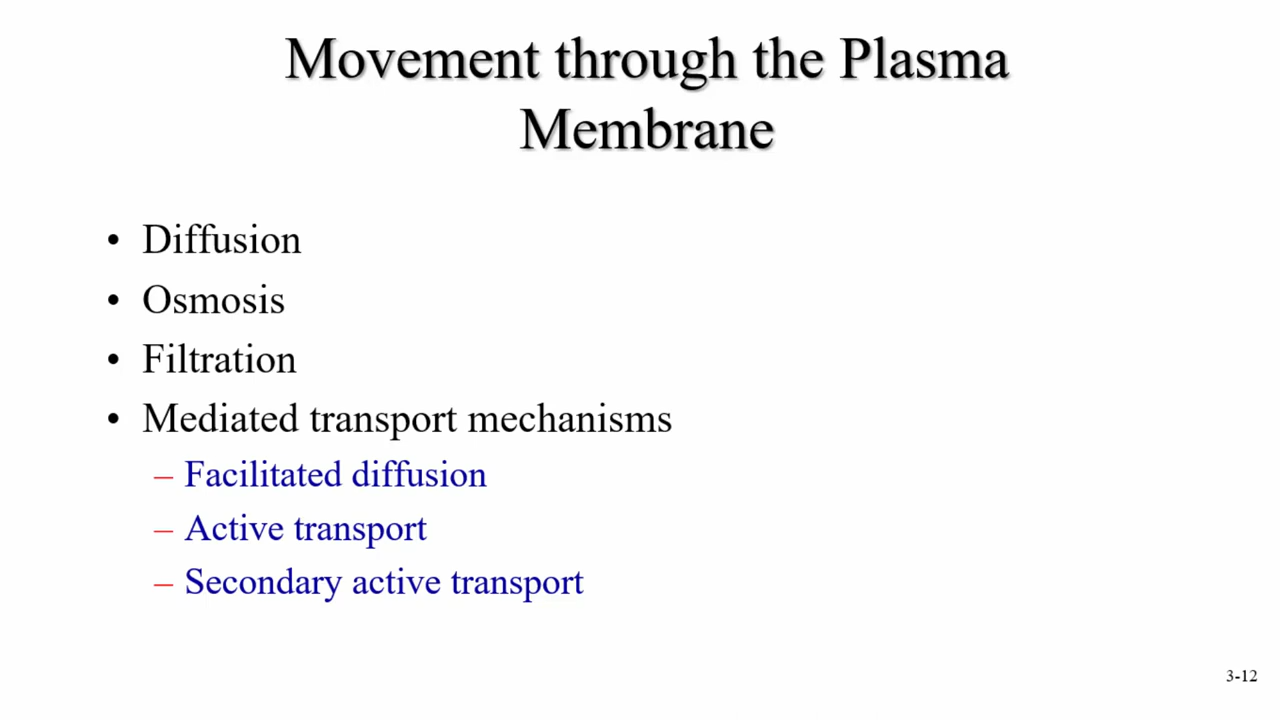 Movement through the Plasma
Membrane
• Diffusion
• Osmosis
• Filtration
• Mediated transport mechanisms
– Facilitated diffusion
– Active transport
– Secondary active transport
3-12